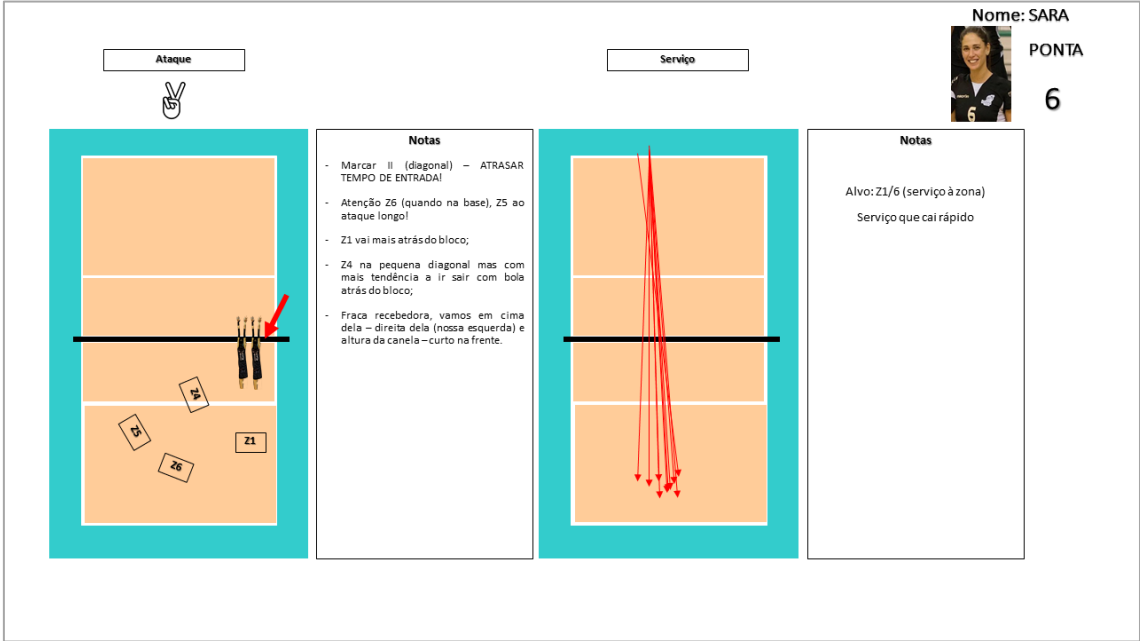 Nome: SARA
PONTA
6
Ataque
Serviço
Notas
- Marcar II (diagonal) – ATRASAR
TEMPO DE ENTRADA!
- Atenção Z6 (quando na base), Z5 ao
ataque longo!
- Z1 vai mais atrás do bloco;
- Z4 na pequena diagonal mas com
mais tendência a ir sair com bola
atrás do bloco;
- Fraca recebedora, vamos em cima
dela – direita dela (nossa esquerda) e
altura da canela – curto na frente.
Z4
Z5
Z1
Z6
Notas
Alvo: Z1/6 (serviço à zona)
Serviço que cai rápido
6